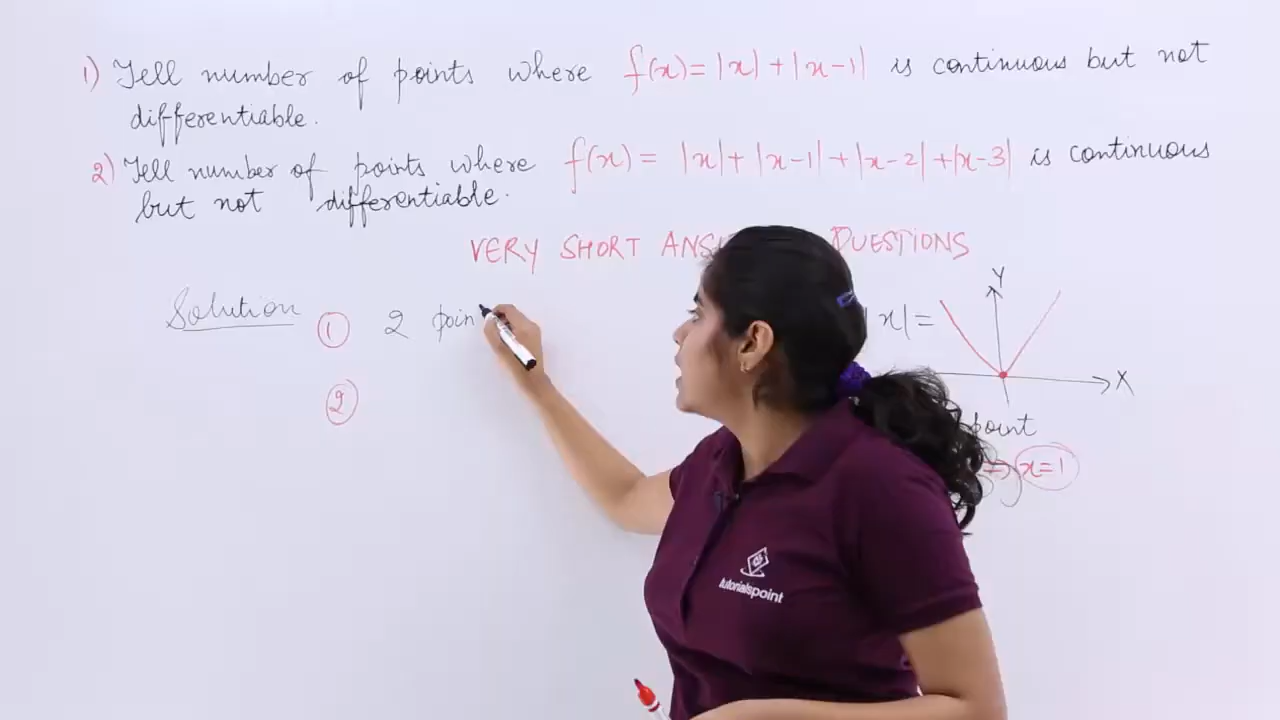 1) Tell number of points where f(x) = |x| + |x-1| is continuous but not
differentiable.
2) Tell number of points where f(x) = |x| + |x-1| + |x-2| + |x-3| is continuous
but not differentiable.
VERY SHORT ANS QUESTIONS
Solution
1 2 poin
2
|x| =
Y
X
point
⇒ x=1
tutorialspoint